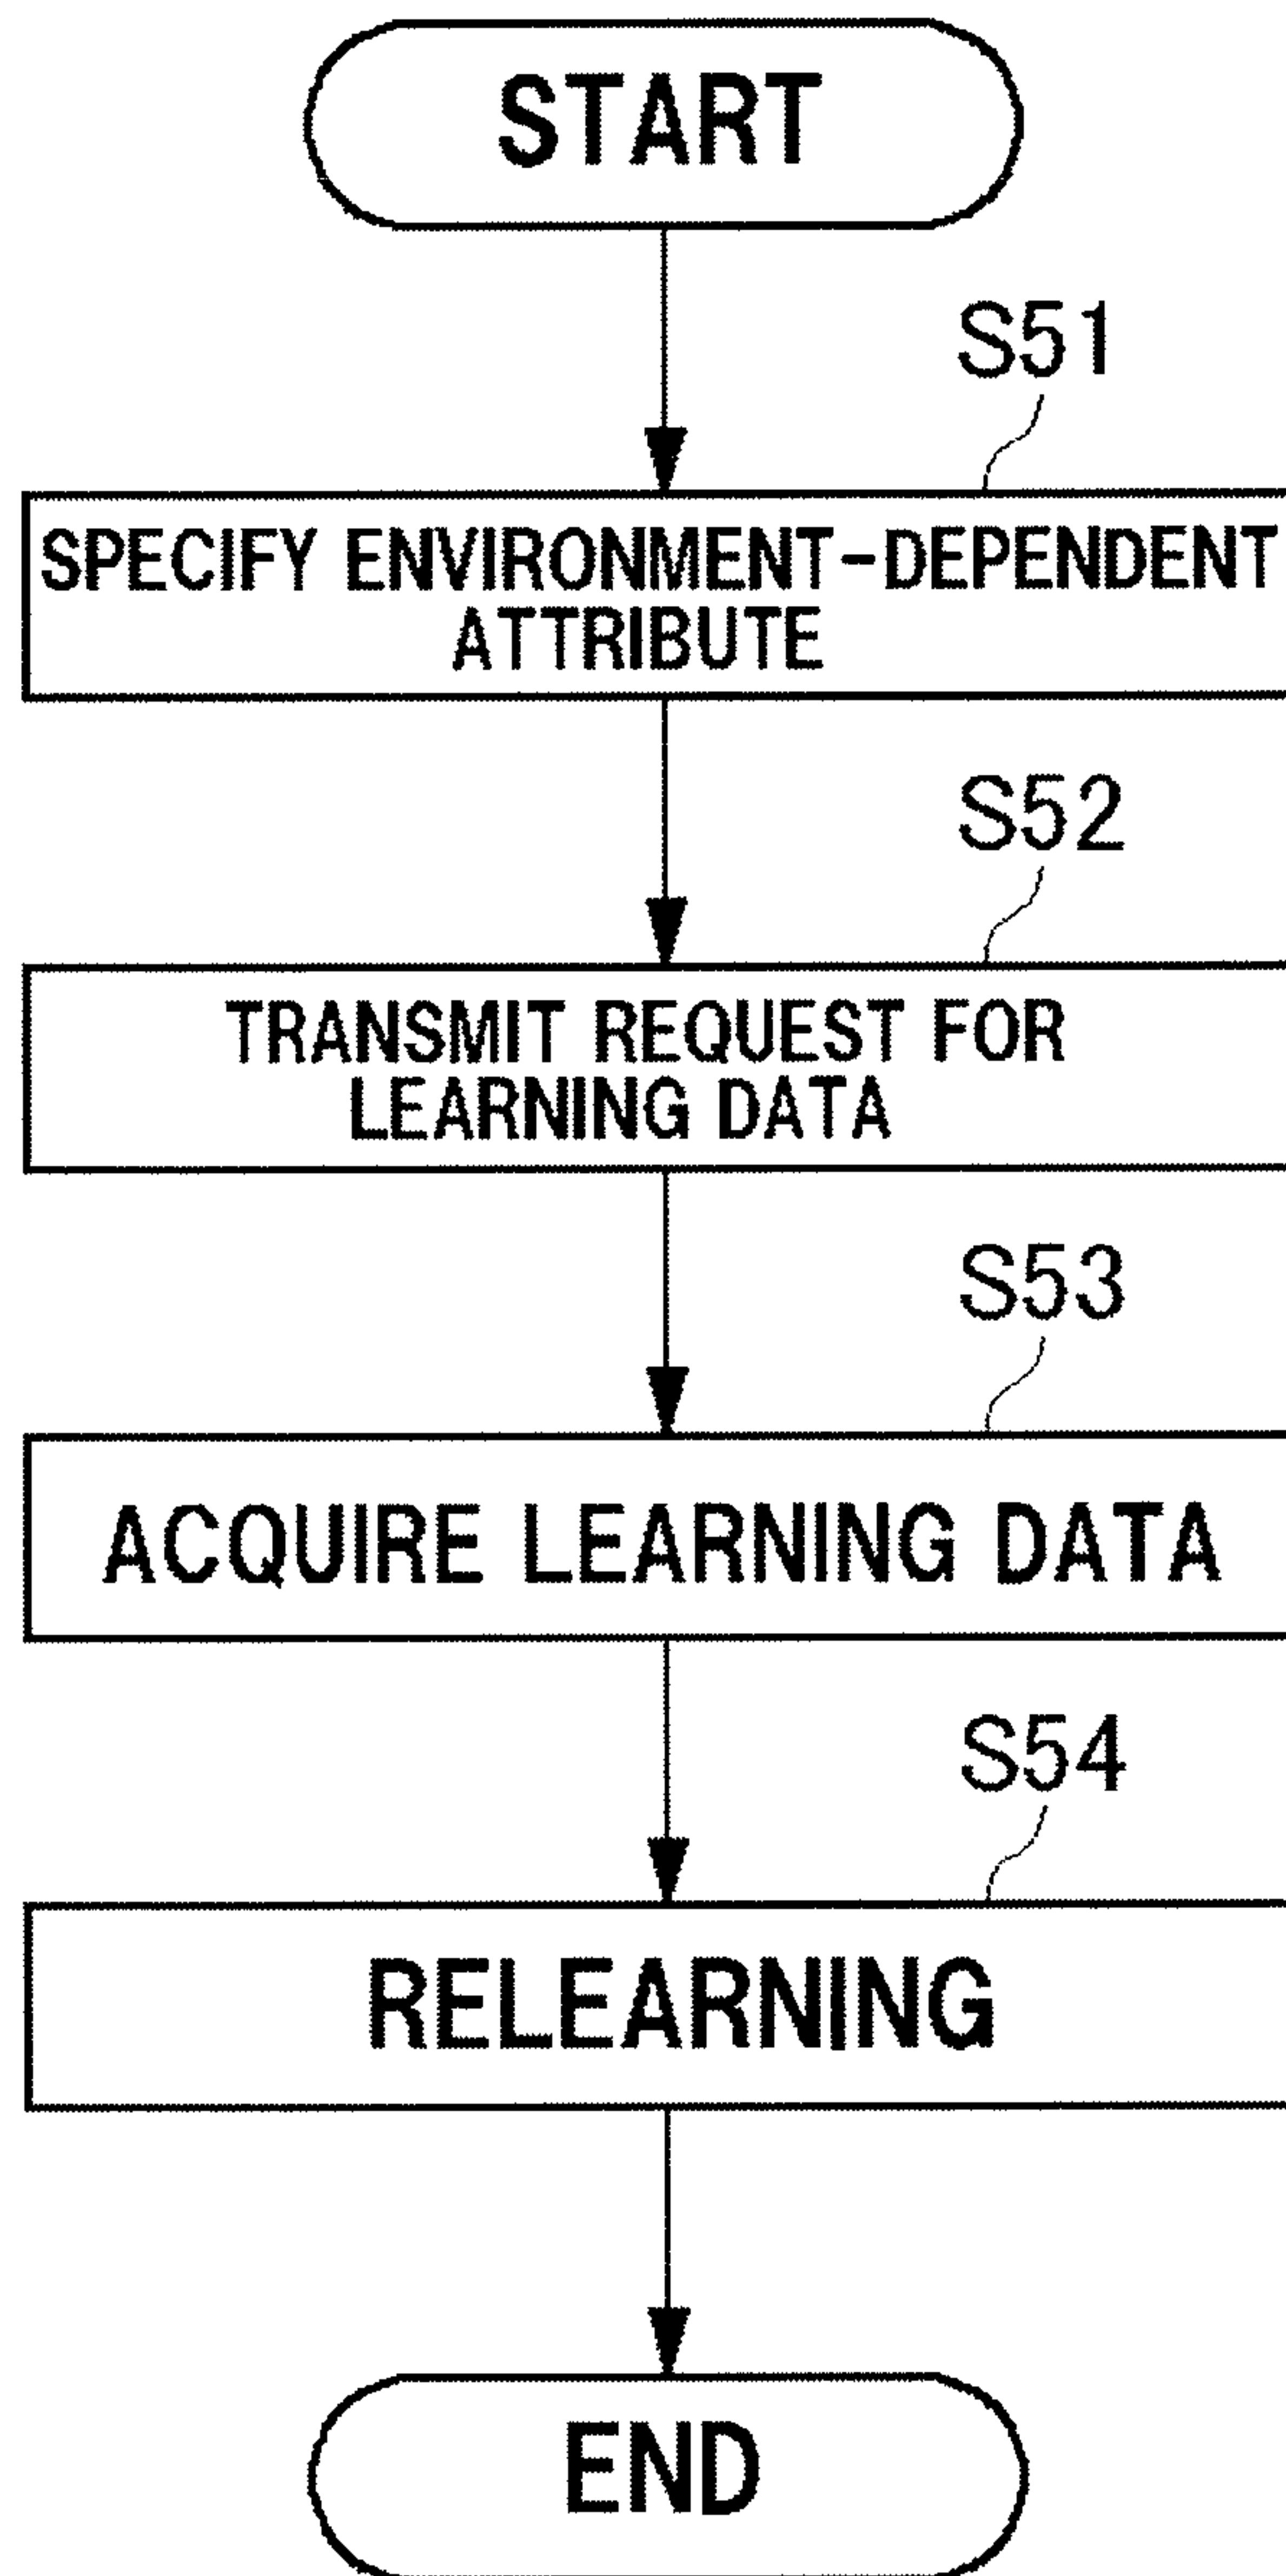 START
S51
SPECIFY ENVIRONMENT-DEPENDENT
ATTRIBUTE
S52
TRANSMIT REQUEST FOR
LEARNING DATA
S53
ACQUIRE LEARNING DATA
S54
RELEARNING
END